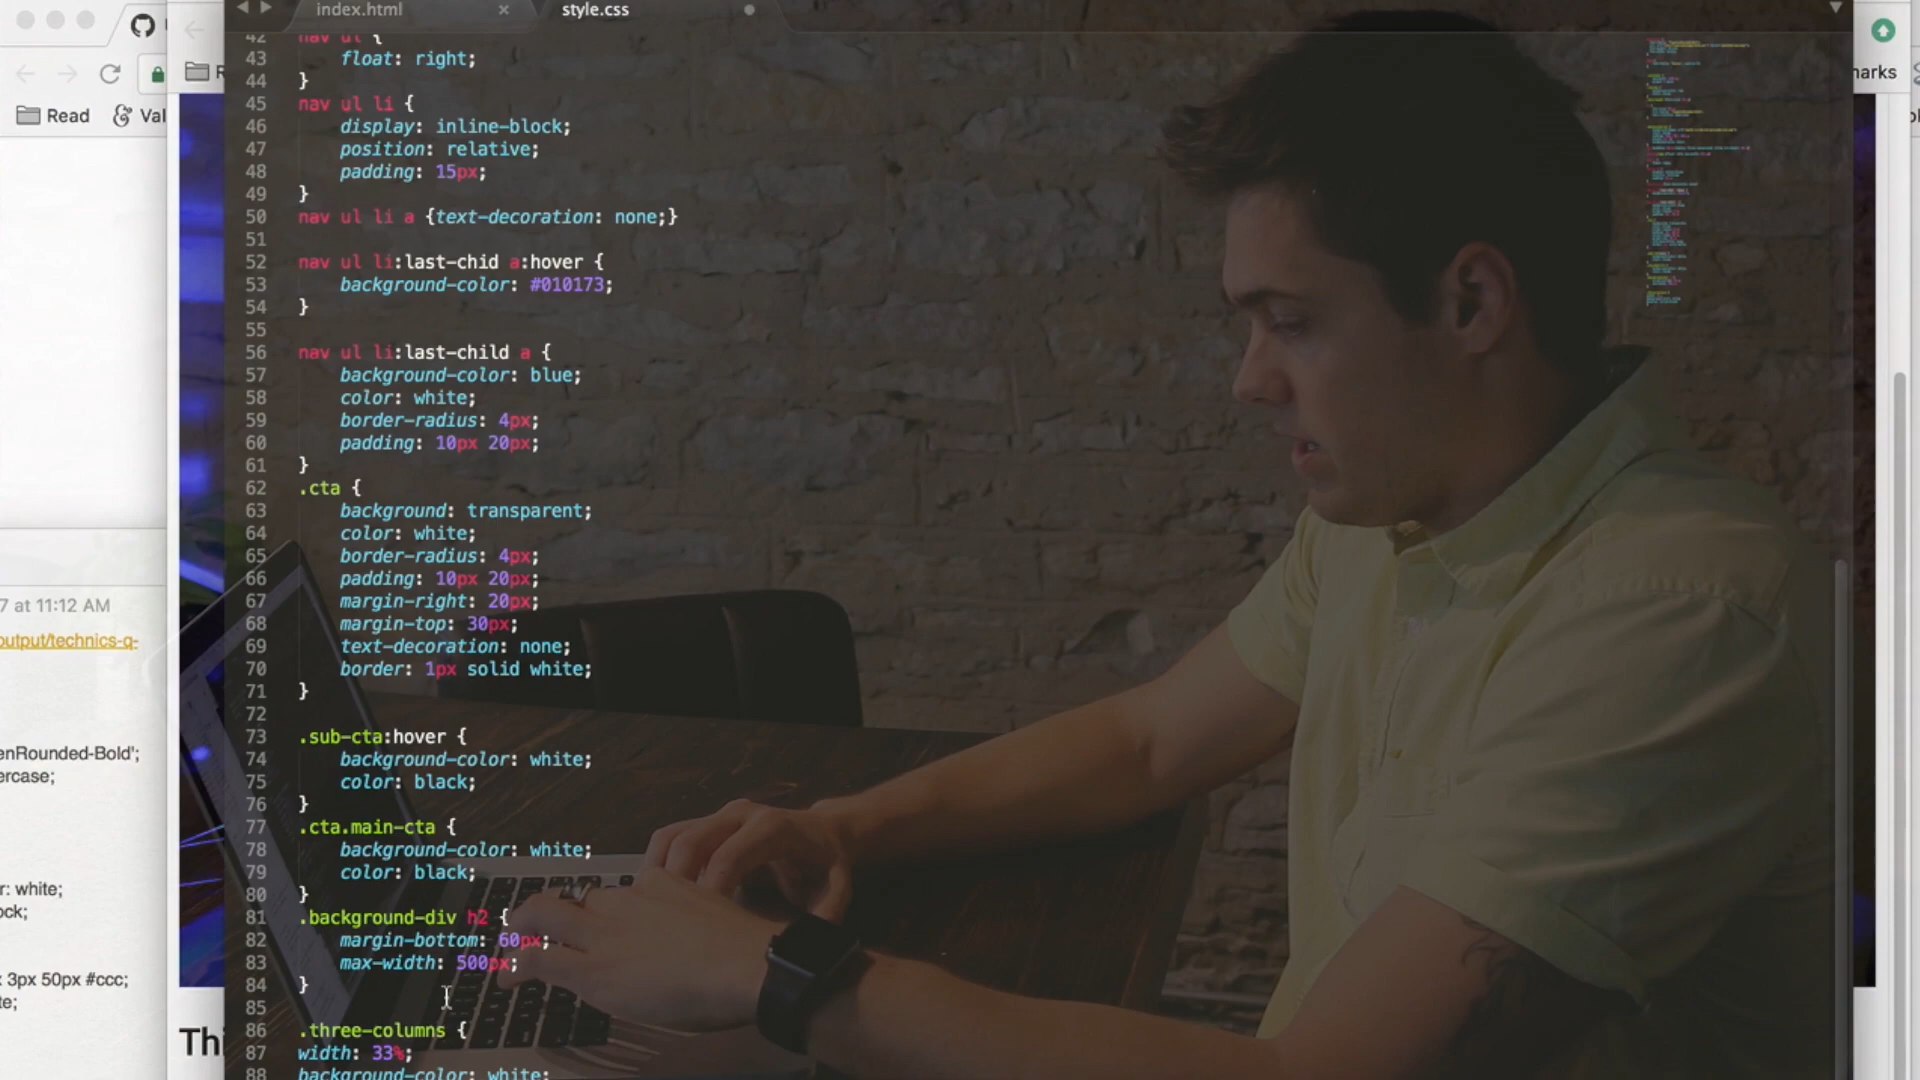 index.html
style.css
42 nav ul {
43 float: right;
44 }
45 nav ul li {
46 display: inline-block;
47 position: relative;
48 padding: 15px;
49 }
50 nav ul li a {text-decoration: none;}
51
52 nav ul li:last-chid a:hover {
53 background-color: #010173;
54 }
55
56 nav ul li:last-child a {
57 background-color: blue;
58 color: white;
59 border-radius: 4px;
60 padding: 10px 20px;
61 }
62 .cta {
63 background: transparent;
64 color: white;
65 border-radius: 4px;
66 padding: 10px 20px;
67 margin-right: 20px;
68 margin-top: 30px;
69 text-decoration: none;
70 border: 1px solid white;
71 }
72
73 .sub-cta:hover {
74 background-color: white;
75 color: black;
76 }
77 .cta.main-cta {
78 background-color: white;
79 color: black;
80 }
81 .background-div h2 {
82 margin-bottom: 60px;
83 max-width: 500px;
84 }
85
86 .three-columns {
87 width: 33%;
88 background-color: white;
Read
Val
7 at 11:12 AM
output/technics-q-
enRounded-Bold';
ercase;
r: white;
ock;
x 3px 50px #ccc;
te;
Thi
narks